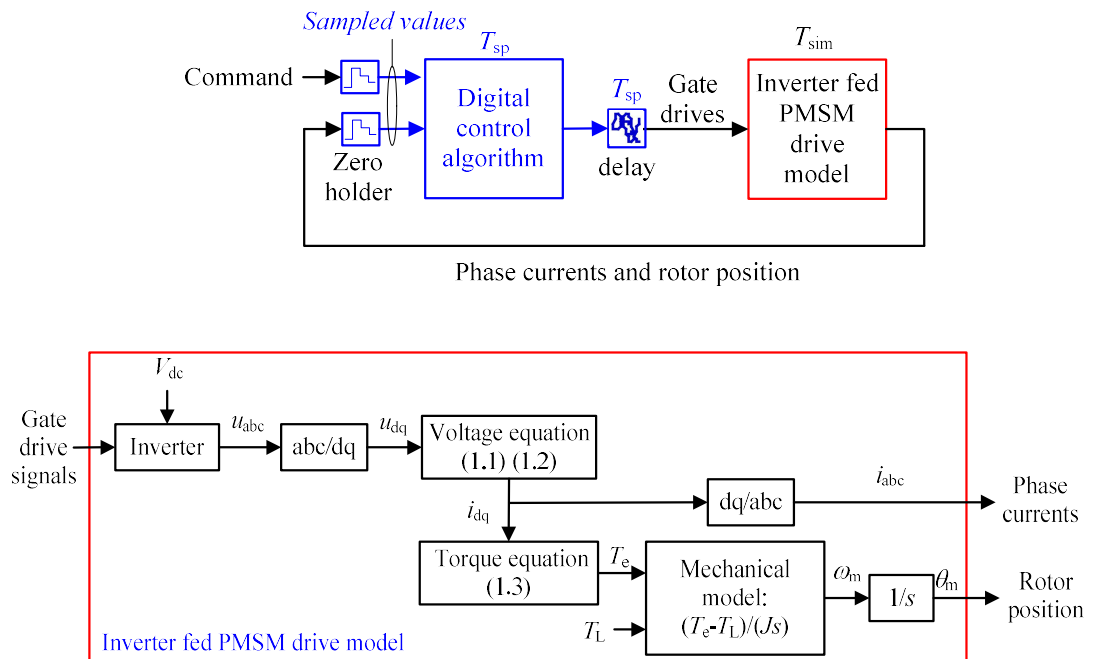 Sampled values
Tsp
Tsim
Command
Digital
control
algorithm
Tsp
Gate
drives
delay
Inverter fed
PMSM
drive
model
Zero
holder
Phase currents and rotor position
Vdc
Gate
drive
signals
Inverter
uabc
abc/dq
udq
Voltage equation
(1.1) (1.2)
idq
dq/abc
iabc
Phase
currents
Torque equation
(1.3)
Te
TL
Mechanical
model:
(Te-TL)/(Js)
ωm
1/s
θm
Rotor
position
Inverter fed PMSM drive model